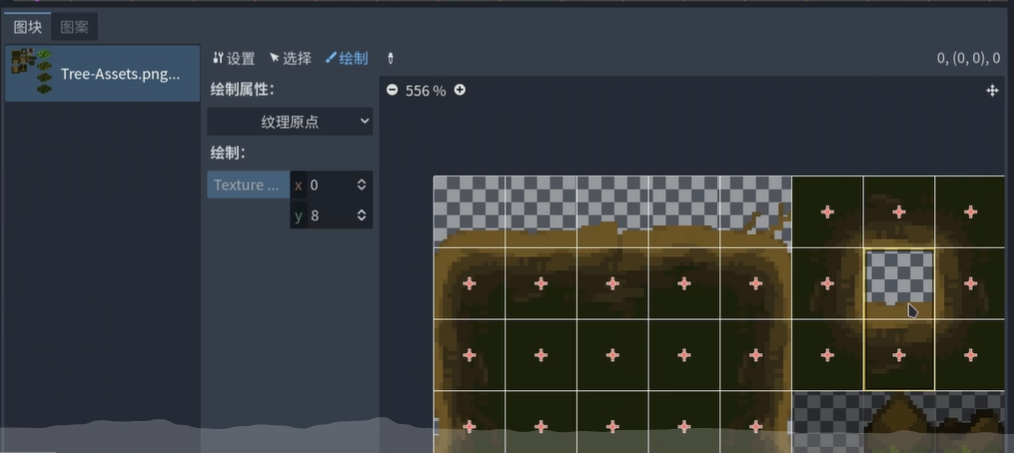 图块 图案
Tree-Assets.png...
设置 选择 绘制 0, (0, 0), 0
绘制属性：
纹理原点
绘制：
Texture ... x 0
y 8
556 %